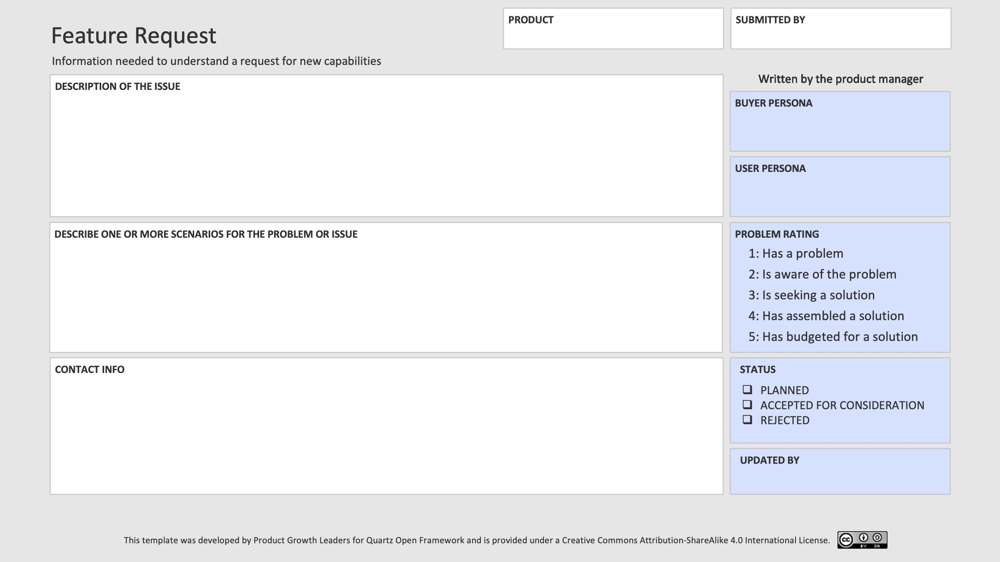 PRODUCT
SUBMITTED BY
Feature Request
Information needed to understand a request for new capabilities
DESCRIPTION OF THE ISSUE
Written by the product manager
BUYER PERSONA
USER PERSONA
DESCRIBE ONE OR MORE SCENARIOS FOR THE PROBLEM OR ISSUE
PROBLEM RATING
1: Has a problem
2: Is aware of the problem
3: Is seeking a solution
4: Has assembled a solution
5: Has budgeted for a solution
CONTACT INFO
STATUS
❑ PLANNED
❑ ACCEPTED FOR CONSIDERATION
❑ REJECTED
UPDATED BY
This template was developed by Product Growth Leaders for Quartz Open Framework and is provided under a Creative Commons Attribution-ShareAlike 4.0 International License.
cc
BY SA